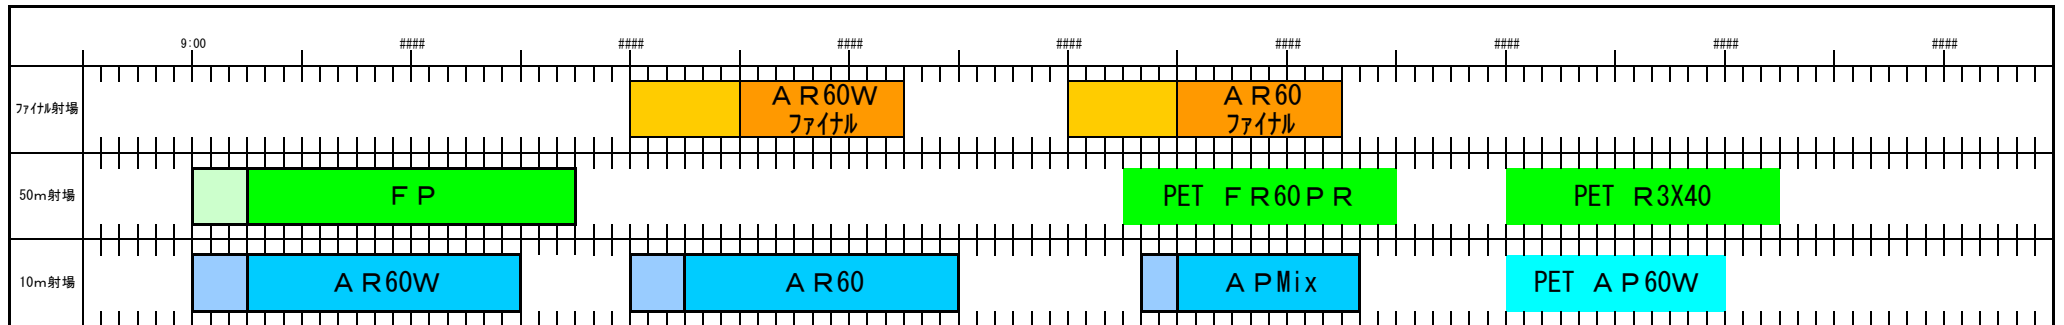 9:00 #### #### #### #### #### #### #### ####
ﾌｧｲﾅﾙ射場 ＡＲ60Ｗ ＡＲ60
ﾌｧｲﾅﾙ ﾌｧｲﾅﾙ
50ｍ射場 ＦＰ PET ＦＲ60ＰＲ PET Ｒ3X40
10ｍ射場 ＡＲ60Ｗ ＡＲ60 ＡＰMix PET ＡＰ60Ｗ